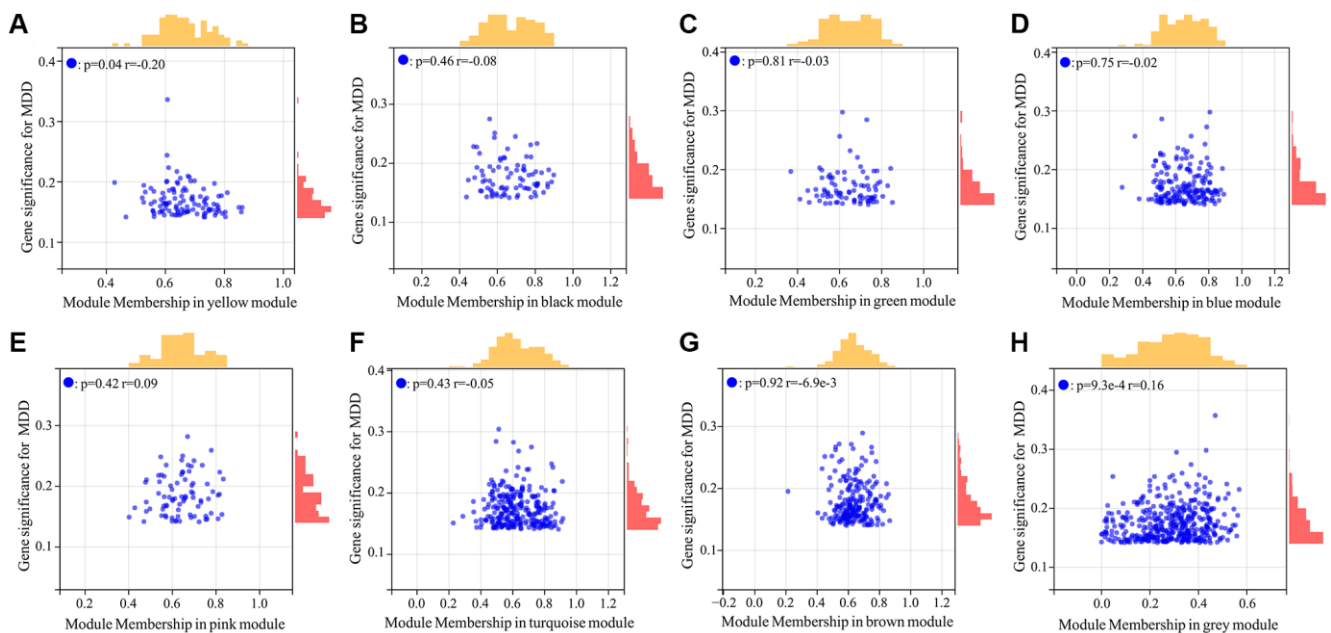 A
p=0.04 r=-0.20
Gene significance for MDD
0.4
0.3
0.2
0.1
0.4 0.6 0.8 1.0
Module Membership in yellow module
B
: p=0.46 r=-0.08
Gene significance for MDD
0.4
0.3
0.2
0.1
0.2 0.4 0.6 0.8 1.0 1.2
Module Membership in black module
C
: p=0.81 r=-0.03
Gene significance for MDD
0.4
0.3
0.2
0.1
0.2 0.4 0.6 0.8 1.0
Module Membership in green module
D
: p=0.75 r=-0.02
Gene significance for MDD
0.4
0.3
0.2
0.1
0.0 0.2 0.4 0.6 0.8 1.0 1.2
Module Membership in blue module
E
: p=0.42 r=0.09
Gene significance for MDD
0.3
0.2
0.1
0.2 0.4 0.6 0.8 1.0
Module Membership in pink module
F
: p=0.43 r=-0.05
Gene significance for MDD
0.4
0.3
0.2
0.1
0.2 0.4 0.6 0.8 1.0 1.2
Module Membership in turquoise module
G
: p=0.92 r=-6.9e-3
Gene significance for MDD
0.3
0.2
0.1
−0.2 0.0 0.2 0.4 0.6 0.8 1.0 1.2
Module Membership in brown module
H
: p=9.3e-4 r=0.16
Gene significance for MDD
0.4
0.3
0.2
0.1
0.0 0.2 0.4 0.6
Module Membership in grey module